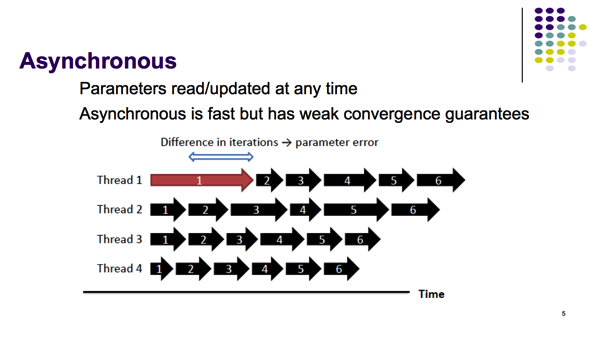 Asynchronous
Parameters read/updated at any time
Asynchronous is fast but has weak convergence guarantees
Difference in iterations → parameter error
Thread 1 1 2 3 4 5 6
Thread 2 1 2 3 4 5 6
Thread 3 1 2 3 4 5 6
Thread 4 1 2 3 4 5 6
Time
5